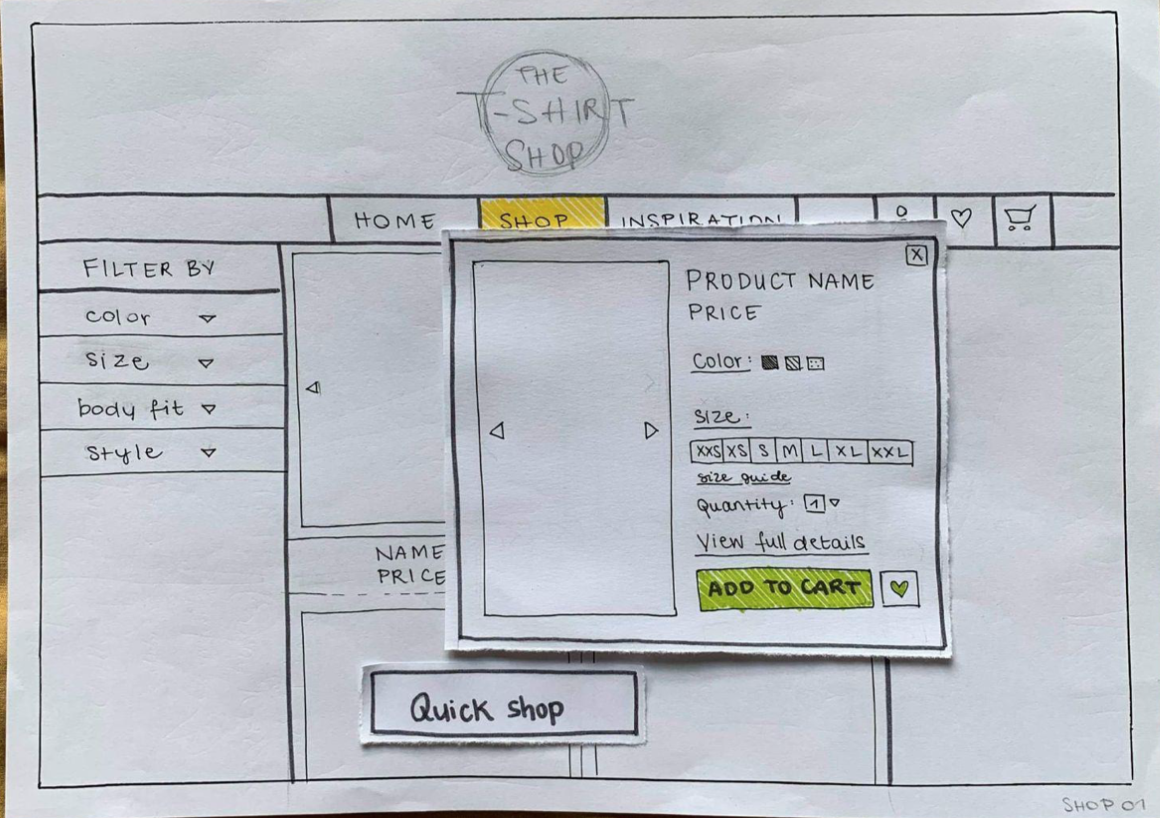 THE
T-SHIRT
SHOP
HOME SHOP INSPIRATION
FILTER BY
color
size
body fit
style
NAME
PRICE
X
PRODUCT NAME
PRICE
Color:
Size:
XXS XS S M L XL XXL
size guide
Quantity: 1
View full details
ADD TO CART
Quick shop
SHOP 01